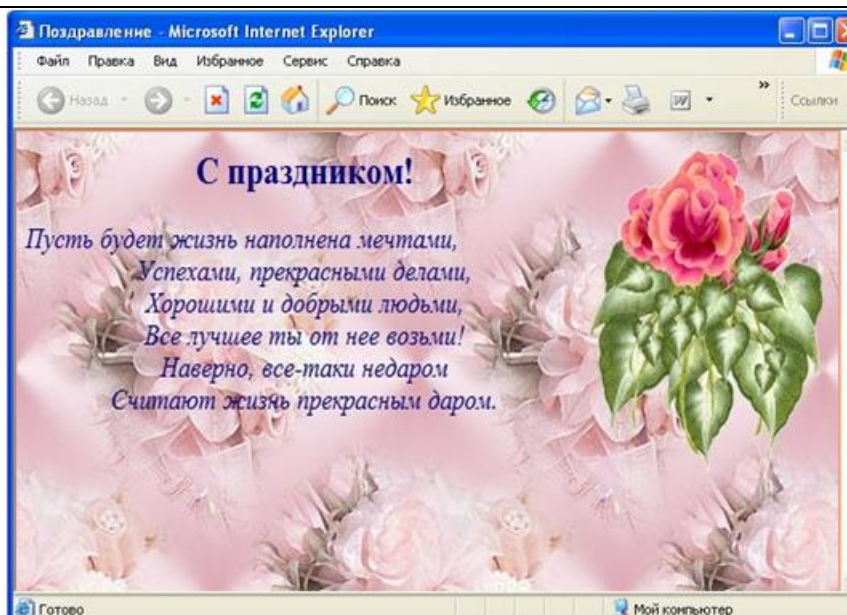 Поздравление - Microsoft Internet Explorer
Файл Правка Вид Избранное Сервис Справка
Назад Поиск Избранное » Ссылки
С праздником!
Пусть будет жизнь наполнена мечтами,
Успехами, прекрасными делами,
Хорошими и добрыми людьми,
Все лучшее ты от нее возьми!
Наверно, все-таки недаром
Считают жизнь прекрасным даром.
Готово Мой компьютер